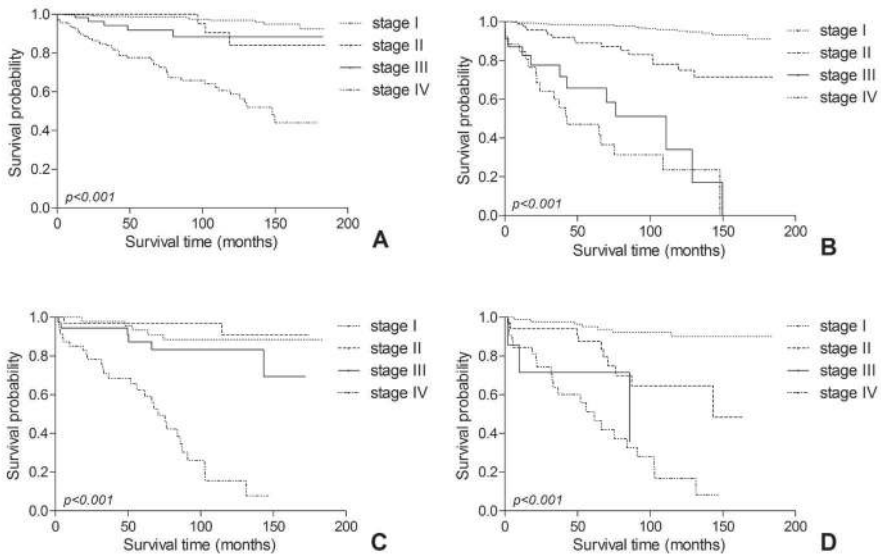 1.0
0.8
0.6
0.4
0.2
0.0
0
50
100
150
200
Survival probability
Survival time (months)
p<0.001
stage I
stage II
stage III
stage IV
A
1.0
0.8
0.6
0.4
0.2
0.0
0
50
100
150
200
Survival probability
Survival time (months)
p<0.001
stage I
stage II
stage III
stage IV
B
1.0
0.8
0.6
0.4
0.2
0.0
0
50
100
150
200
Survival probability
Survival time (months)
p<0.001
stage I
stage II
stage III
stage IV
C
1.0
0.8
0.6
0.4
0.2
0.0
0
50
100
150
200
Survival probability
Survival time (months)
p<0.001
stage I
stage II
stage III
stage IV
D